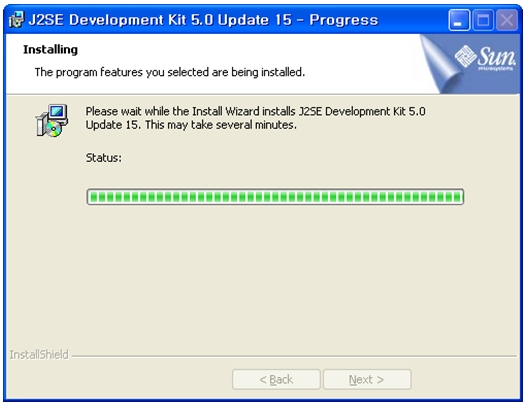 J2SE Development Kit 5.0 Update 15 - Progress
Installing
The program features you selected are being installed.
Sun
microsystems
Please wait while the Install Wizard installs J2SE Development Kit 5.0
Update 15. This may take several minutes.
Status:
InstallShield
< Back
Next >